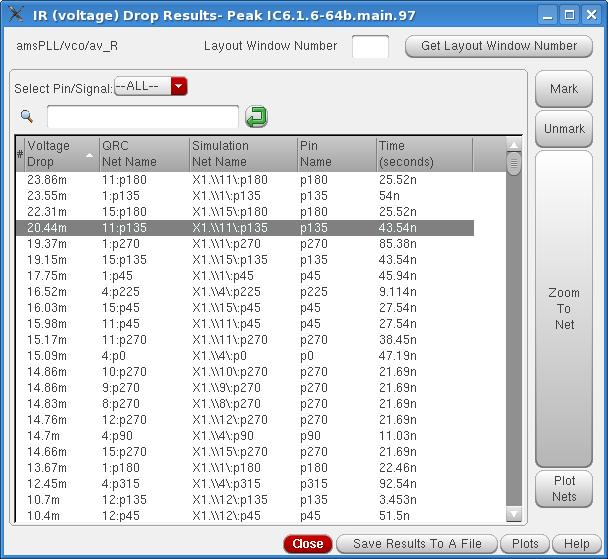 IR (voltage) Drop Results- Peak IC6.1.6-64b.main.97
amsPLL/vco/av_R Layout Window Number Get Layout Window Number
Select Pin/Signal: --ALL-- Mark
Unmark
# Voltage Drop QRC Net Name Simulation Net Name Pin Name Time (seconds)
23.86m 11:p180 X1.\\11\:p180 p180 25.52n
23.55m 1:p135 X1.\\1\:p135 p135 54n
22.31m 15:p180 X1.\\15\:p180 p180 25.52n
20.44m 11:p135 X1.\\11\:p135 p135 43.54n
19.37m 1:p270 X1.\\1\:p270 p270 85.38n
19.15m 15:p135 X1.\\15\:p135 p135 43.54n
17.75m 1:p45 X1.\\1\:p45 p45 45.94n
16.52m 4:p225 X1.\\4\:p225 p225 9.114n
16.03m 15:p45 X1.\\15\:p45 p45 27.54n
15.98m 11:p45 X1.\\11\:p45 p45 27.54n
15.17m 11:p270 X1.\\11\:p270 p270 38.45n
15.09m 4:p0 X1.\\4\:p0 p0 47.19n
14.86m 10:p270 X1.\\10\:p270 p270 21.69n
14.86m 9:p270 X1.\\9\:p270 p270 21.69n
14.83m 8:p270 X1.\\8\:p270 p270 21.69n
14.76m 12:p270 X1.\\12\:p270 p270 21.69n
14.7m 4:p90 X1.\\4\:p90 p90 11.03n
14.66m 15:p270 X1.\\15\:p270 p270 21.69n
13.67m 1:p180 X1.\\1\:p180 p180 22.46n
12.45m 4:p315 X1.\\4\:p315 p315 92.54n
10.7m 12:p135 X1.\\12\:p135 p135 3.453n
10.4m 12:p45 X1.\\12\:p45 p45 51.5n
Zoom
To
Net
Plot
Nets
Close Save Results To A File Plots Help